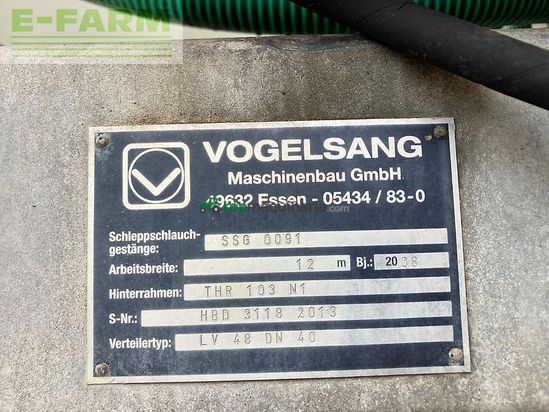 E-FARM
VOGELSANG
Maschinenbau GmbH
49632 Essen - 05434 / 83-0
Schleppschlauch-
gestänge: SSG 0091
Arbeitsbreite: 12 m Bj.: 2008
Hinterrahmen: THR 103 N1
S-Nr.: HBD 3118 2013
Verteilertyp: LV 48 DN 40